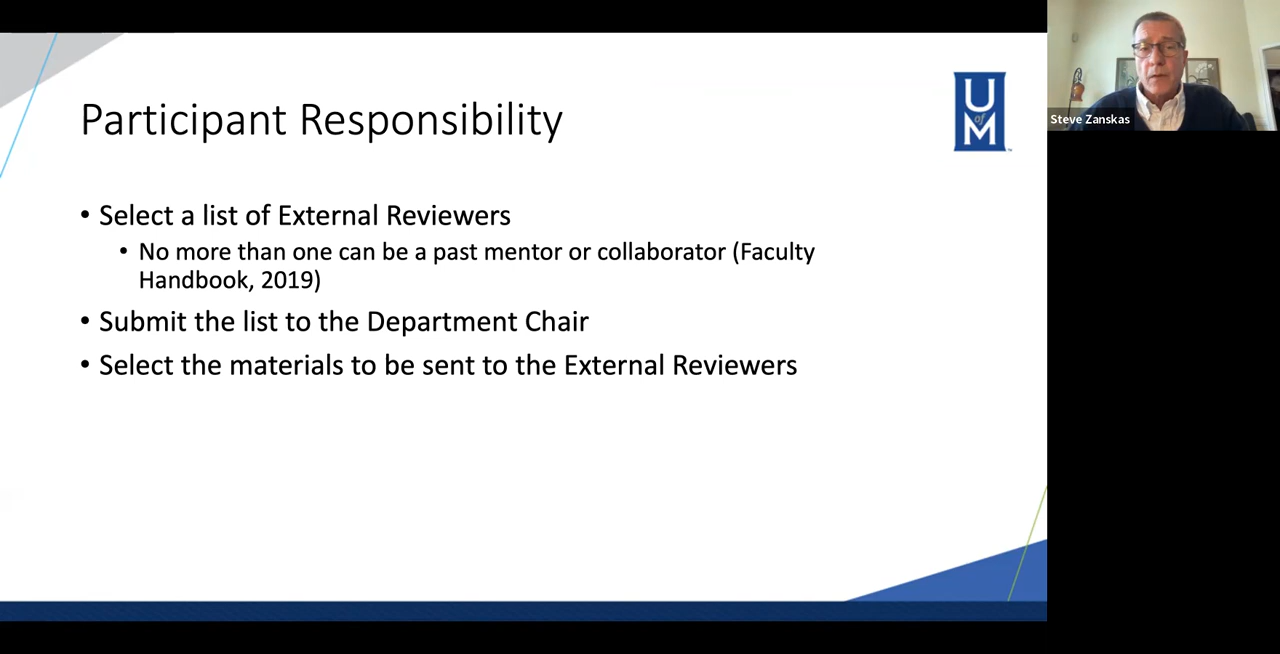 Participant Responsibility
U
of
M
™
Steve Zanskas
• Select a list of External Reviewers
• No more than one can be a past mentor or collaborator (Faculty
Handbook, 2019)
• Submit the list to the Department Chair
• Select the materials to be sent to the External Reviewers